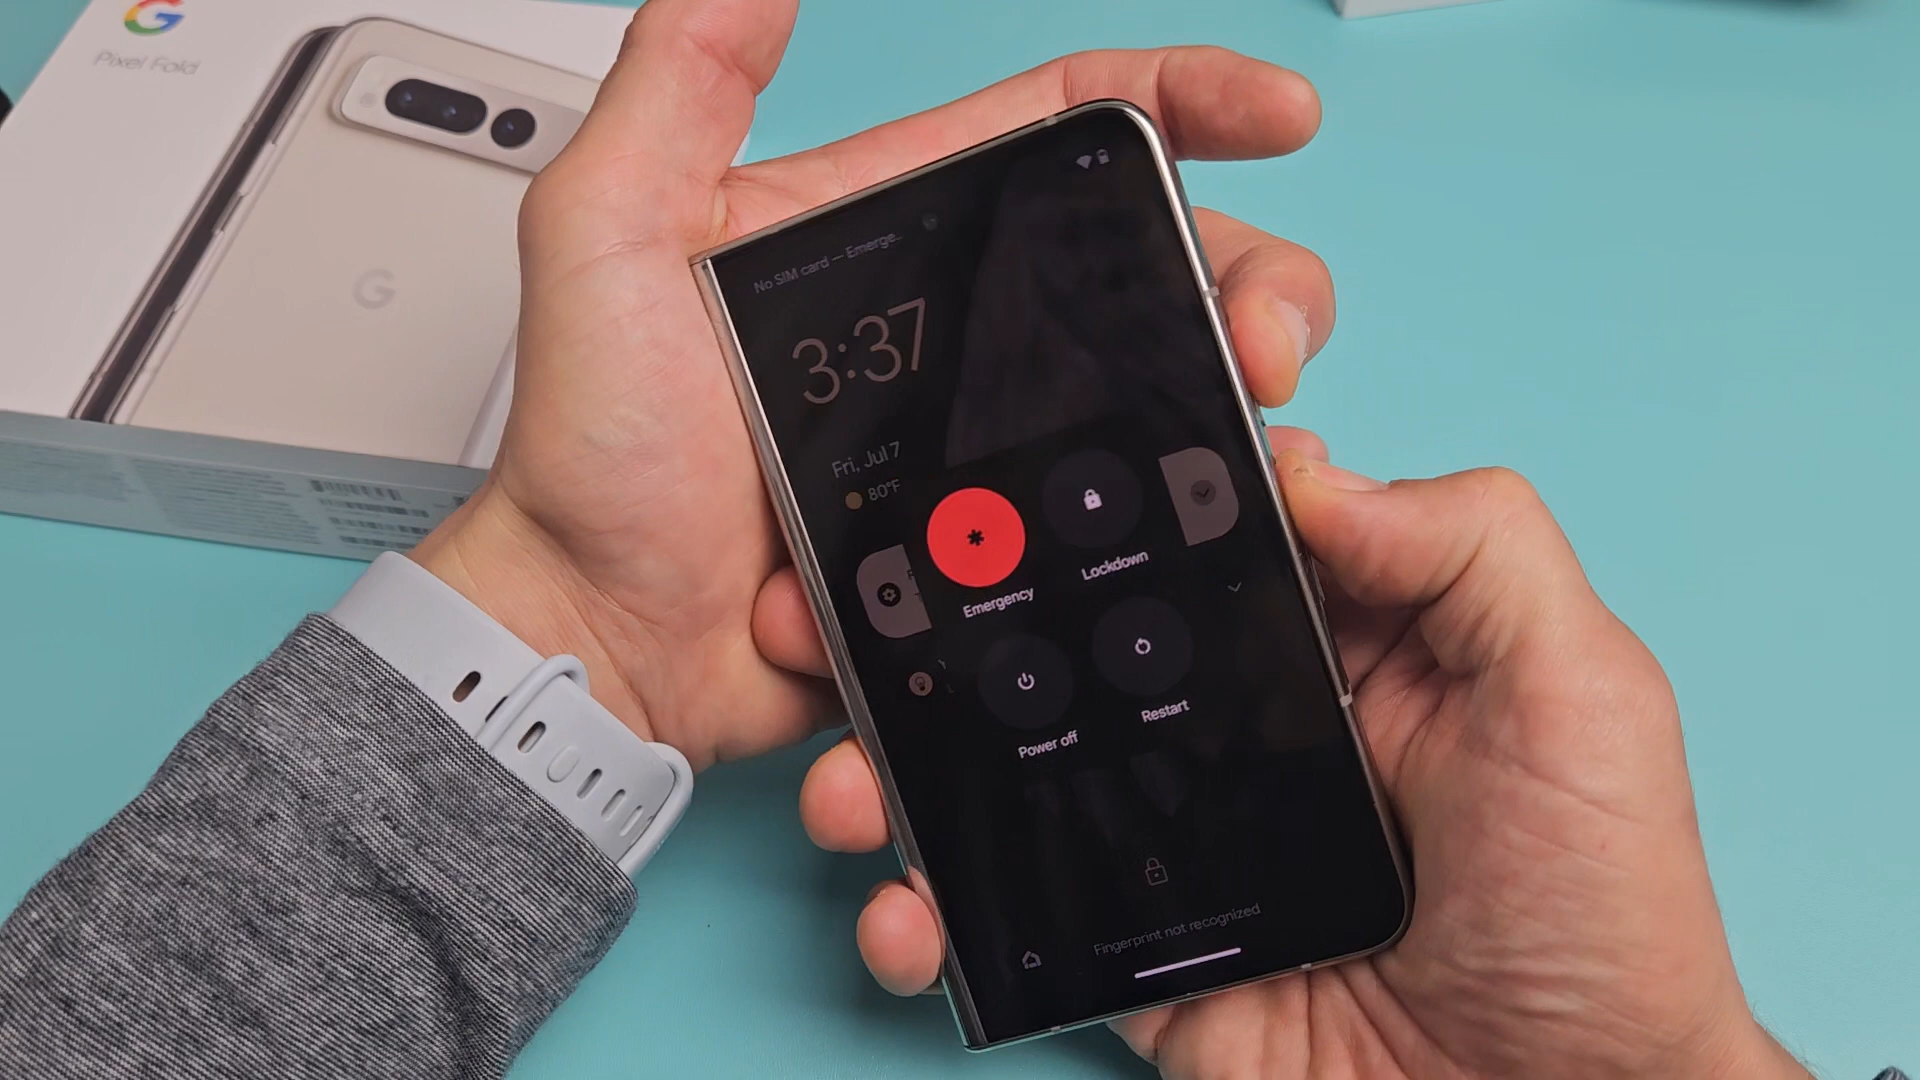 Pixel Fold
No SIM card — Emerge..
3:37
Fri, Jul 7
80°F
Emergency
Lockdown
Power off
Restart
Fingerprint not recognized